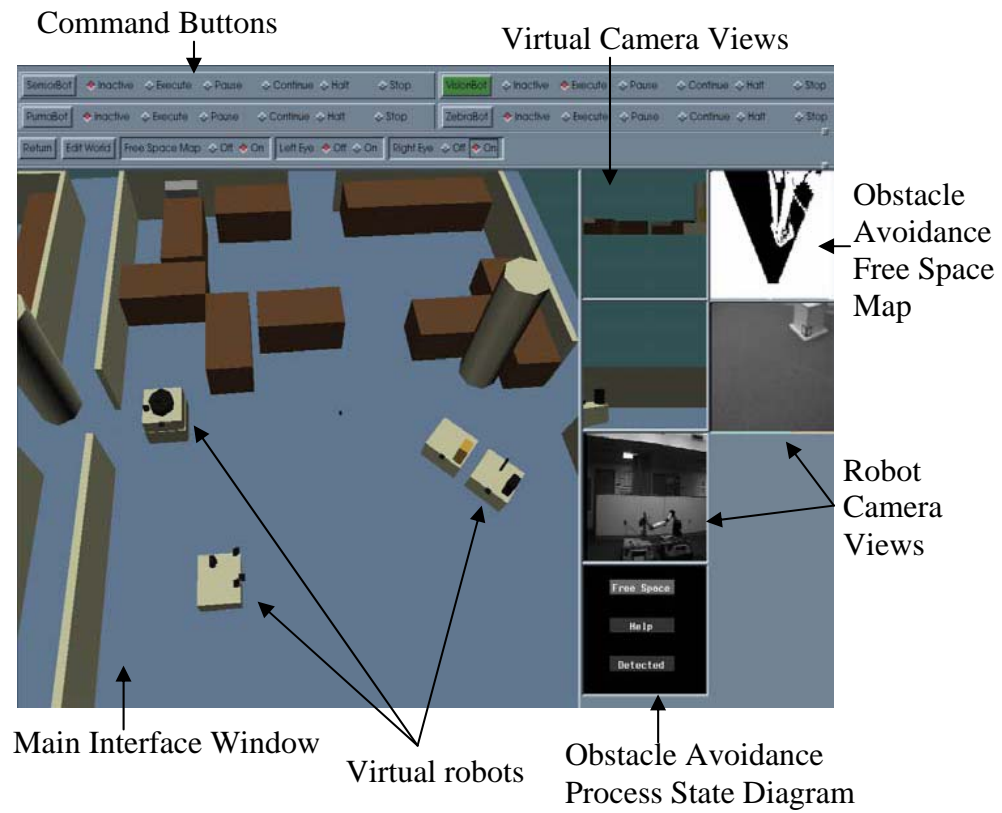 Command Buttons
Virtual Camera Views
SensorBot Inactive Execute Pause Continue Halt Stop VisionBot Inactive Execute Pause Continue Halt Stop
PumaBot Inactive Execute Pause Continue Halt Stop ZebraBot Inactive Execute Pause Continue Halt Stop
Return Edit World Free Space Map Off On Left Eye Off On Right Eye Off On
Obstacle
Avoidance
Free Space
Map
Robot
Camera
Views
Free Space
Help
Detected
Main Interface Window
Virtual robots
Obstacle Avoidance
Process State Diagram